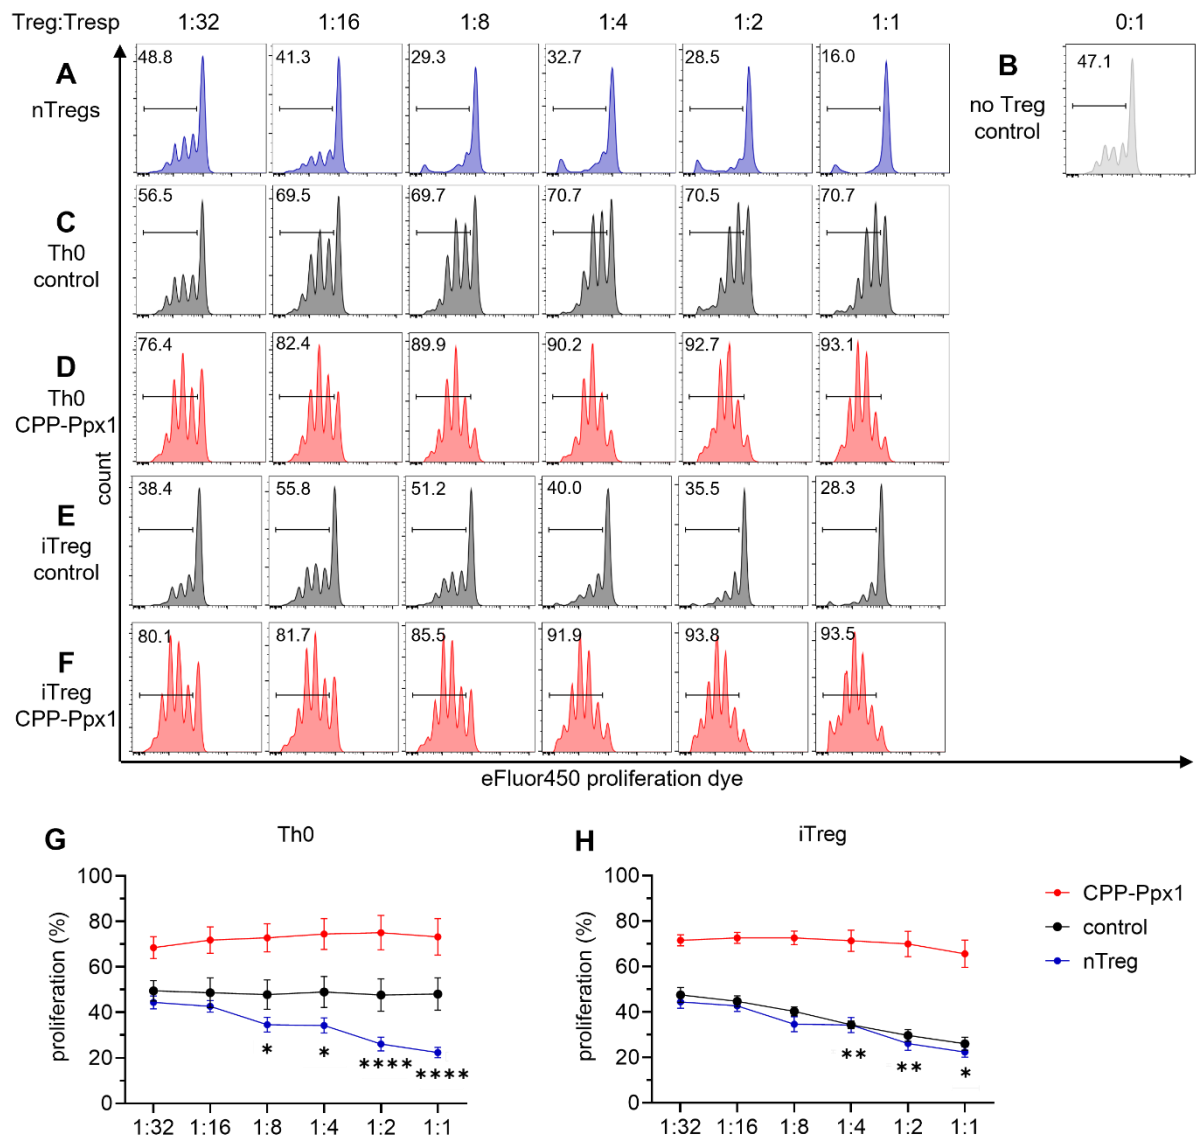 Treg:Tresp 1:32 1:16 1:8 1:4 1:2 1:1 0:1
A
nTregs
48.8 41.3 29.3 32.7 28.5 16.0
B
no Treg
control
47.1
C
Th0
control
56.5 69.5 69.7 70.7 70.5 70.7
D
Th0
CPP-Ppx1
76.4 82.4 89.9 90.2 92.7 93.1
E
iTreg
control
38.4 55.8 51.2 40.0 35.5 28.3
F
iTreg
CPP-Ppx1
80.1 81.7 85.5 91.9 93.8 93.5
count
eFluor450 proliferation dye
G
Th0
proliferation (%)
100
80
60
40
20
0
* * **** ****
1:32 1:16 1:8 1:4 1:2 1:1
H
iTreg
proliferation (%)
100
80
60
40
20
0
** ** *
1:32 1:16 1:8 1:4 1:2 1:1
CPP-Ppx1
control
nTreg